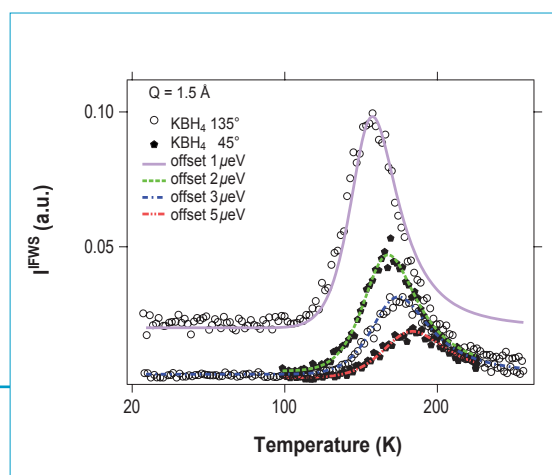 Q = 1.5 Å
KBH₄ 135°
KBH₄ 45°
offset 1 µeV
offset 2 µeV
offset 3 µeV
offset 5 µeV
0.10
0.05
I^IFWS (a.u.)
20 100 200
Temperature (K)